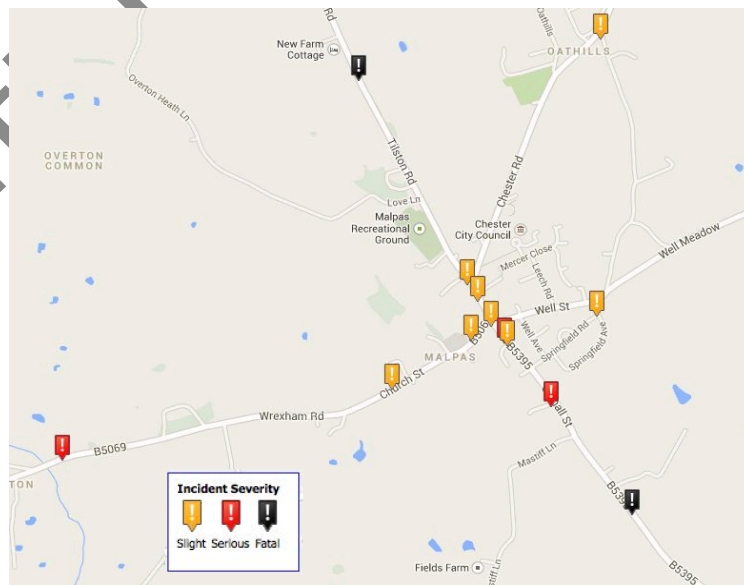 Rd
New Farm
Cottage
OATHILLS
Oathills
Overton Heath Ln
OVERTON
COMMON
Tilston Rd
Chester Rd
Love Ln
Malpas
Recreational
Ground
Chester
City Council
Mercer Close
Well Meadow
Leech Rd
Well St
Well Ave
Springfield Rd
Springfield Ave
B5069
B5395
MALPAS
Church St
Wrexham Rd
B5069
Mastiff Ln
B5395
B5395
Fields Farm
Incident Severity
Slight Serious Fatal